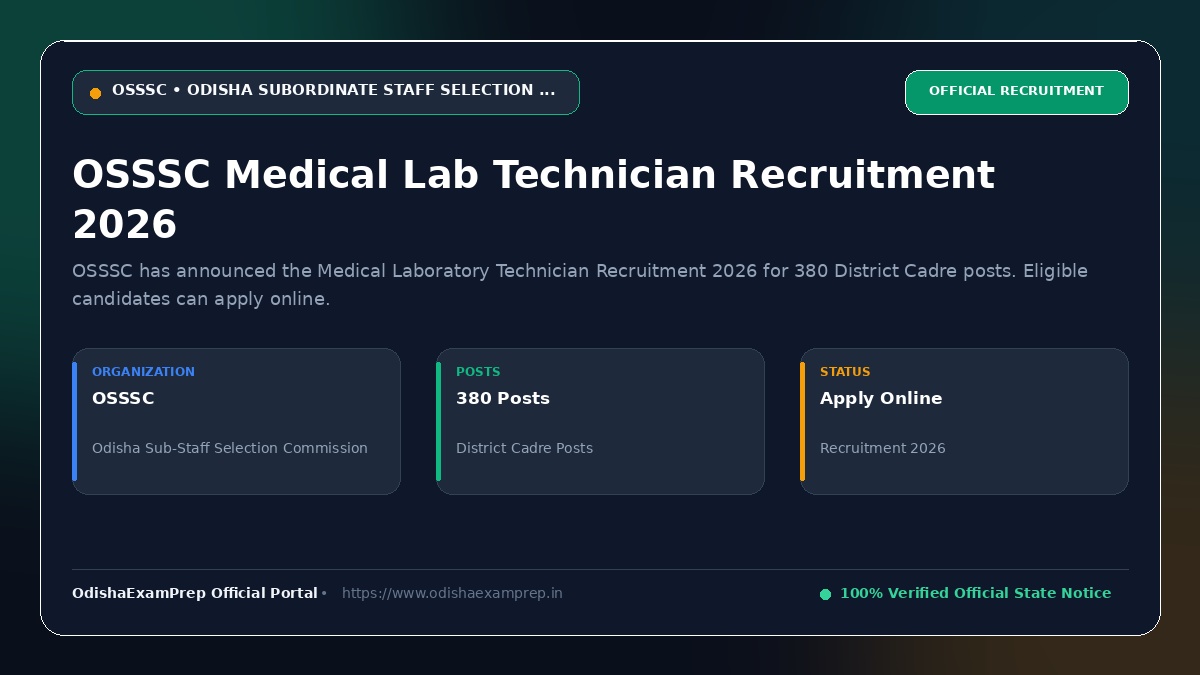 OSSSC • ODISHA SUBORDINATE STAFF SELECTION ...
OFFICIAL RECRUITMENT
OSSSC Medical Lab Technician Recruitment
2026
OSSSC has announced the Medical Laboratory Technician Recruitment 2026 for 380 District Cadre posts. Eligible
candidates can apply online.
ORGANIZATION
OSSSC
Odisha Sub-Staff Selection Commission
POSTS
380 Posts
District Cadre Posts
STATUS
Apply Online
Recruitment 2026
OdishaExamPrep Official Portal • https://www.odishaexamprep.in
100% Verified Official State Notice